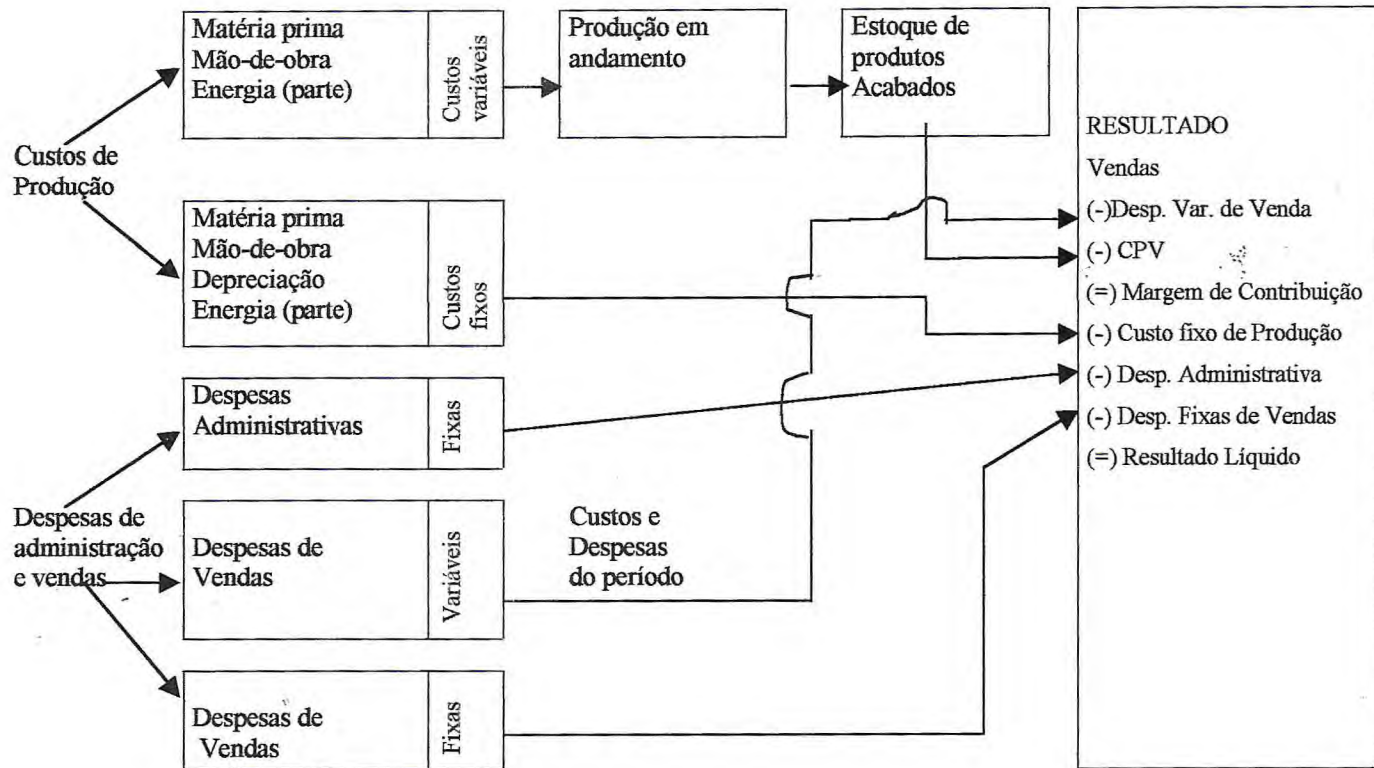 Custos de
Produção
Matéria prima
Mão-de-obra
Energia (parte)
Custos
variáveis
Produção em
andamento
Estoque de
produtos
Acabados
Matéria prima
Mão-de-obra
Depreciação
Energia (parte)
Custos
fixos
Despesas de
administração
e vendas
Despesas
Administrativas
Fixas
Despesas de
Vendas
Variáveis
Custos e
Despesas
do período
Despesas de
Vendas
Fixas
RESULTADO
Vendas
(-)Desp. Var. de Venda
(-) CPV
(=) Margem de Contribuição
(-) Custo fixo de Produção
(-) Desp. Administrativa
(-) Desp. Fixas de Vendas
(=) Resultado Líquido